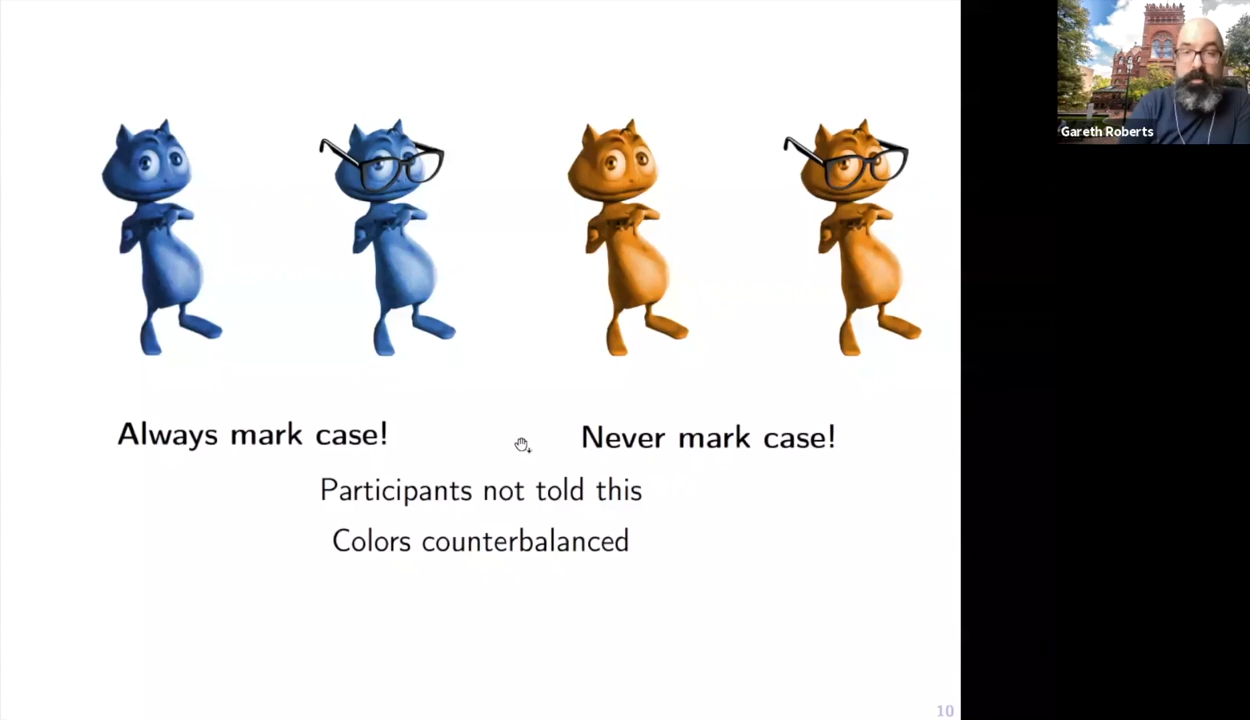 Gareth Roberts
Always mark case!
Never mark case!
Participants not told this
Colors counterbalanced
10